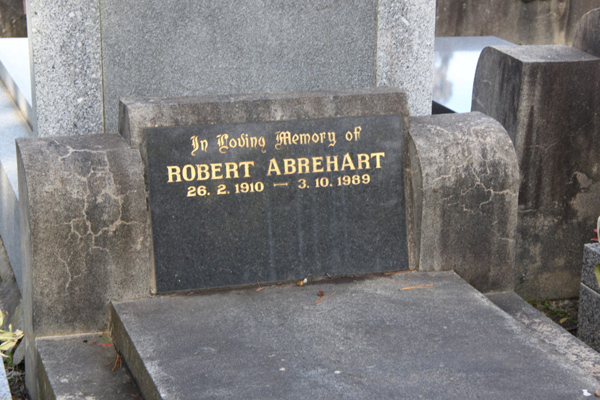 In Loving Memory of
ROBERT ABREHART
26. 2. 1910 — 3. 10. 1989